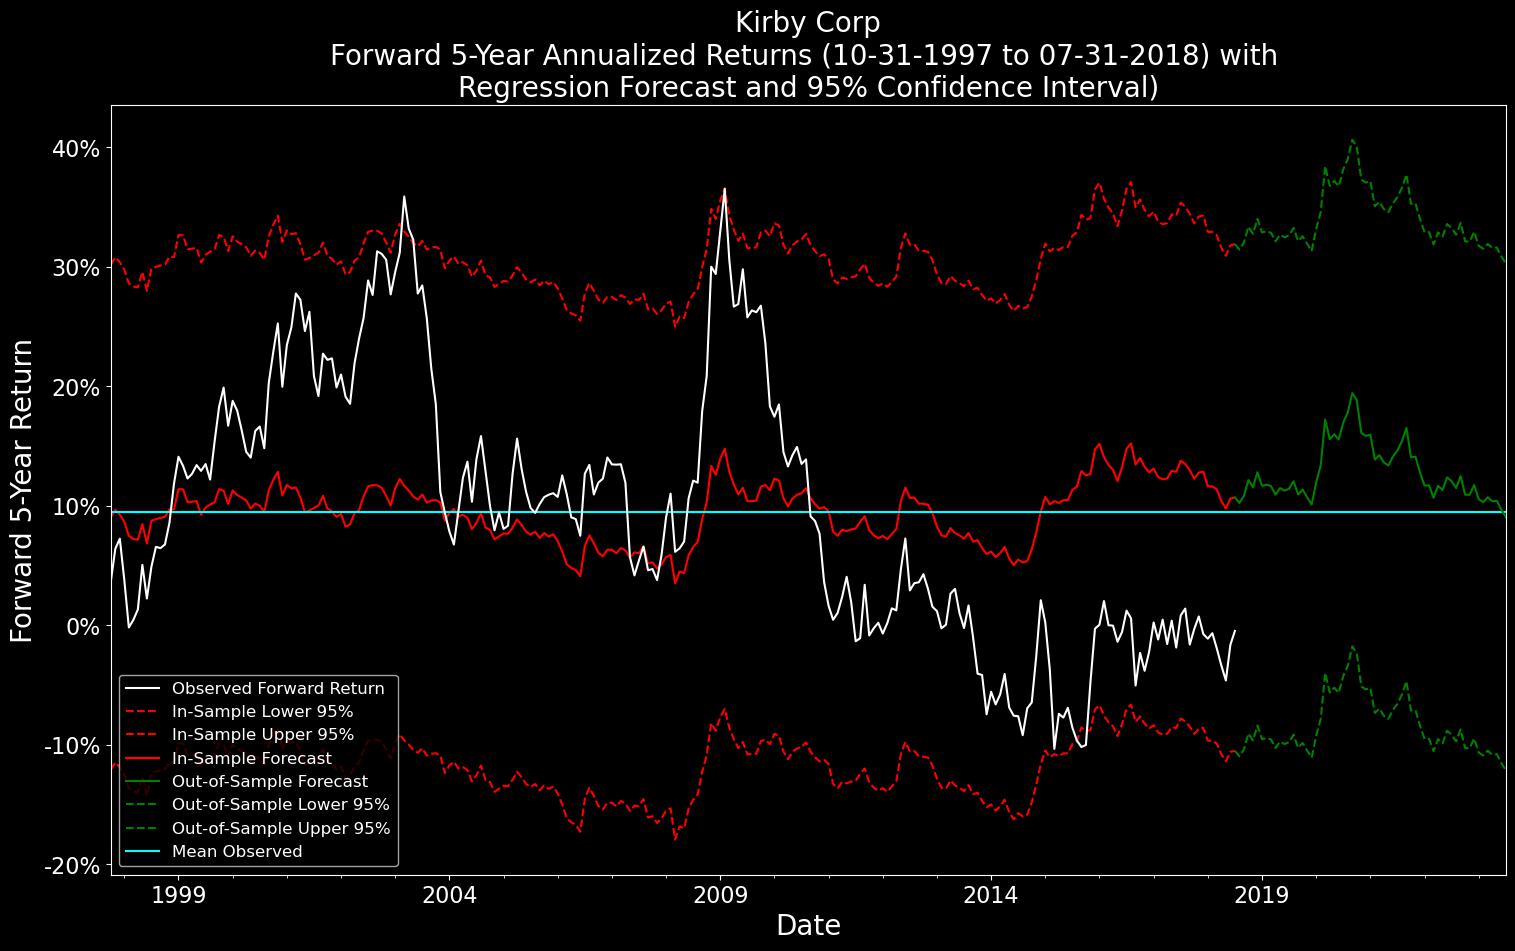 Kirby Corp
Forward 5-Year Annualized Returns (10-31-1997 to 07-31-2018) with
Regression Forecast and 95% Confidence Interval)
Forward 5-Year Return
40%
30%
20%
10%
0%
-10%
-20%
Observed Forward Return
In-Sample Lower 95%
In-Sample Upper 95%
In-Sample Forecast
Out-of-Sample Forecast
Out-of-Sample Lower 95%
Out-of-Sample Upper 95%
Mean Observed
1999
2004
2009
2014
2019
Date